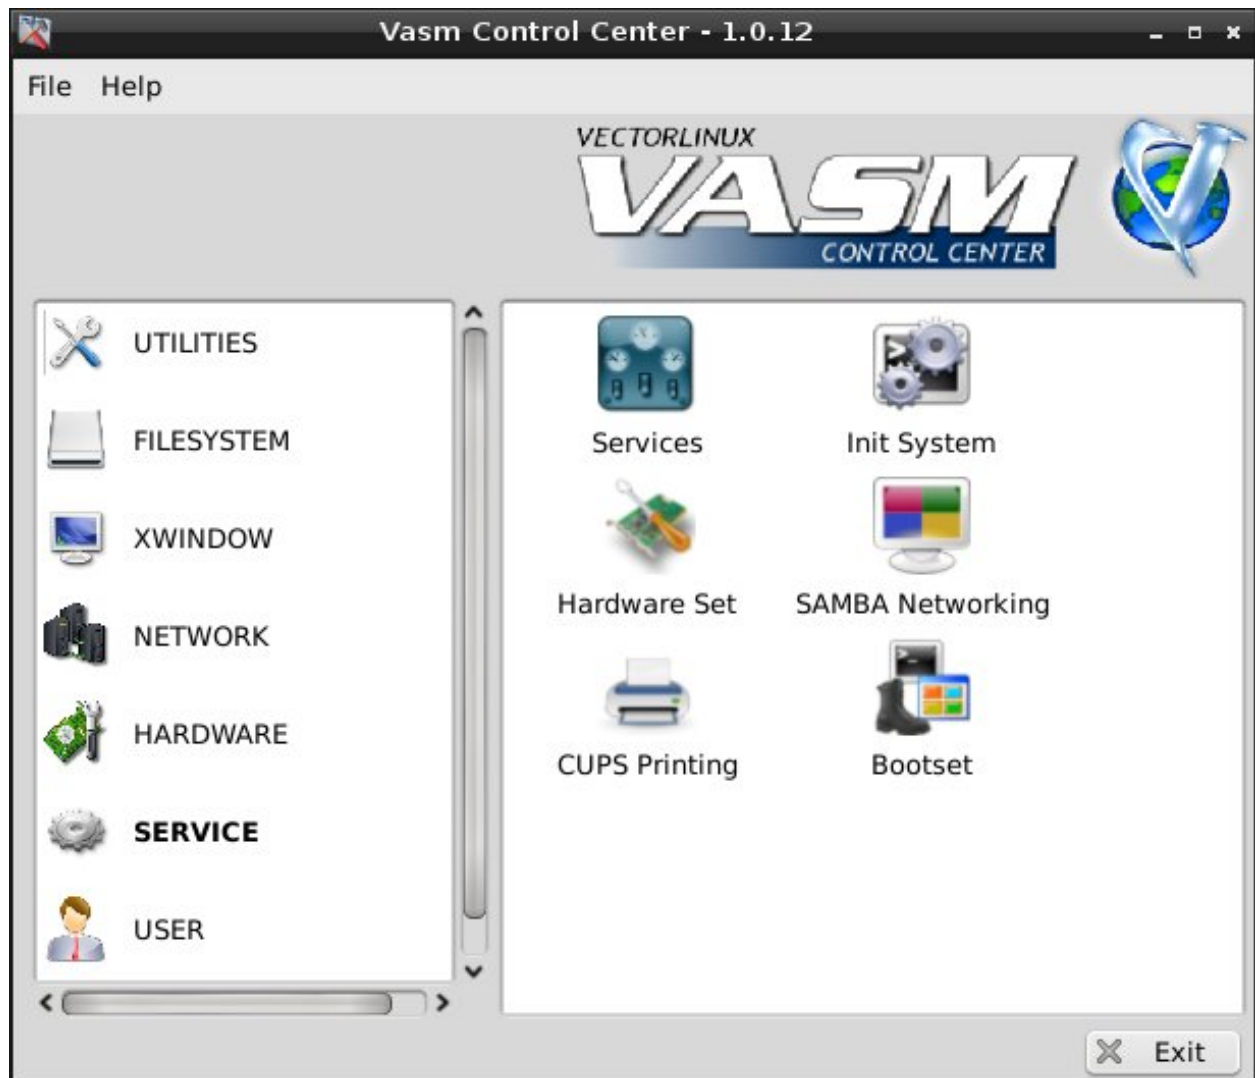 Vasm Control Center - 1.0.12
File Help
VECTORLINUX
VASM
CONTROL CENTER
UTILITIES
FILESYSTEM
XWINDOW
NETWORK
HARDWARE
SERVICE
USER
Services
Init System
Hardware Set
SAMBA Networking
CUPS Printing
Bootset
Exit